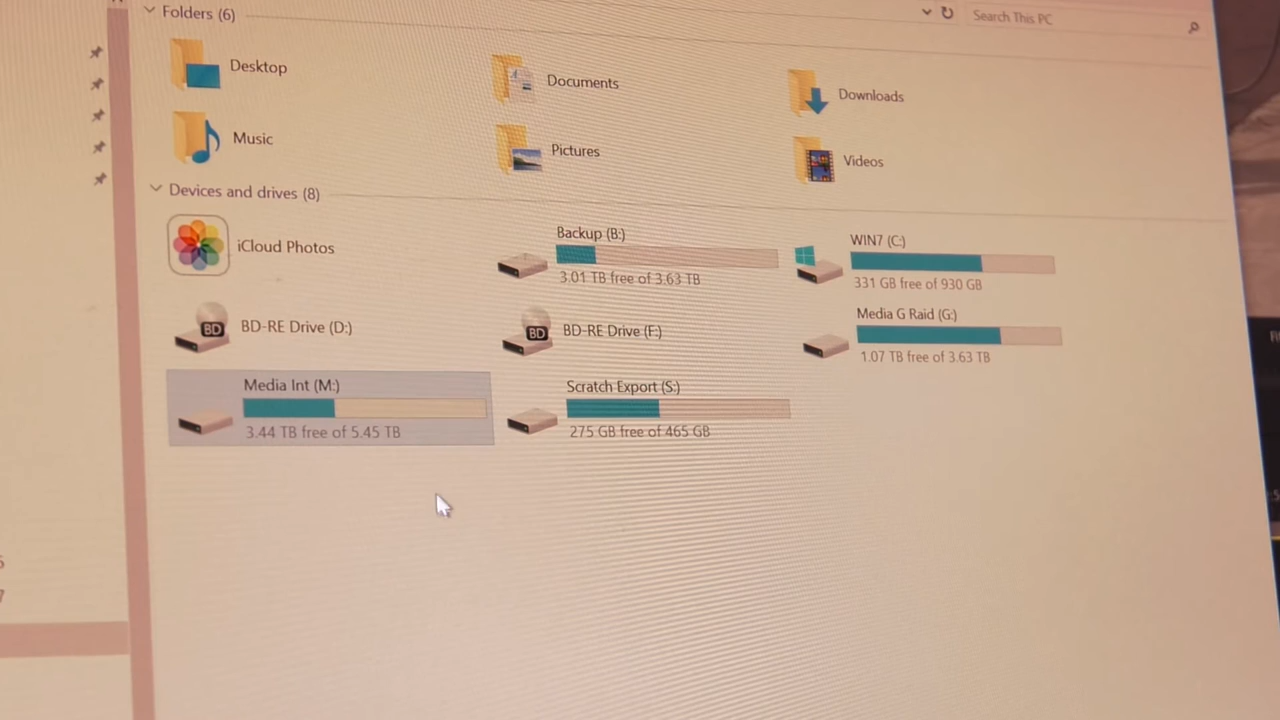 Folders (6)
Search This PC
Desktop
Documents
Downloads
Music
Pictures
Videos
Devices and drives (8)
iCloud Photos
Backup (B:)
3.01 TB free of 3.63 TB
WIN7 (C:)
331 GB free of 930 GB
BD
BD-RE Drive (D:)
BD
BD-RE Drive (F:)
Media G Raid (G:)
1.07 TB free of 3.63 TB
Media Int (M:)
3.44 TB free of 5.45 TB
Scratch Export (S:)
275 GB free of 465 GB